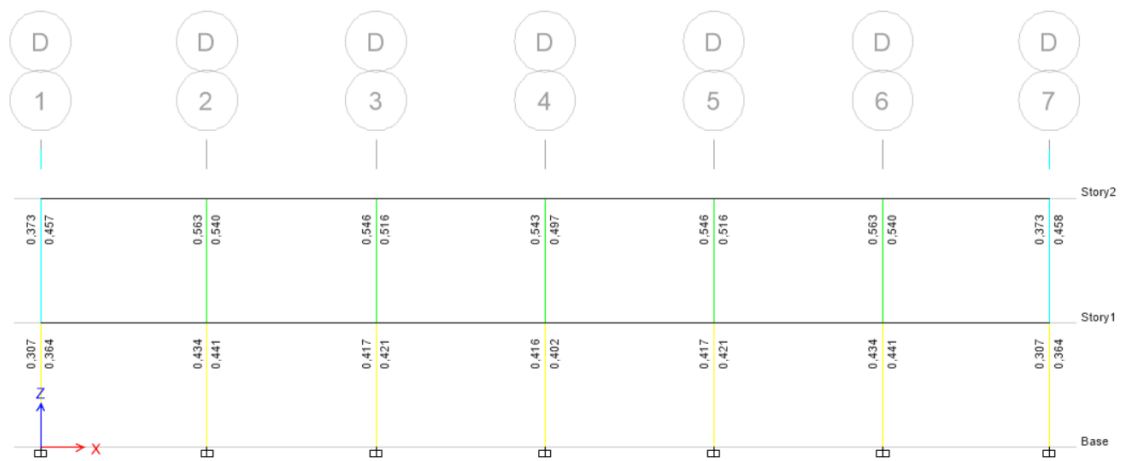 D D D D D D D
1 2 3 4 5 6 7
Story2
0,373 0,457 0,563 0,540 0,546 0,516 0,543 0,497 0,546 0,516 0,563 0,540 0,373 0,458
Story1
0,307 0,364 0,434 0,441 0,417 0,421 0,416 0,402 0,417 0,421 0,434 0,441 0,307 0,364
Z
X
Base